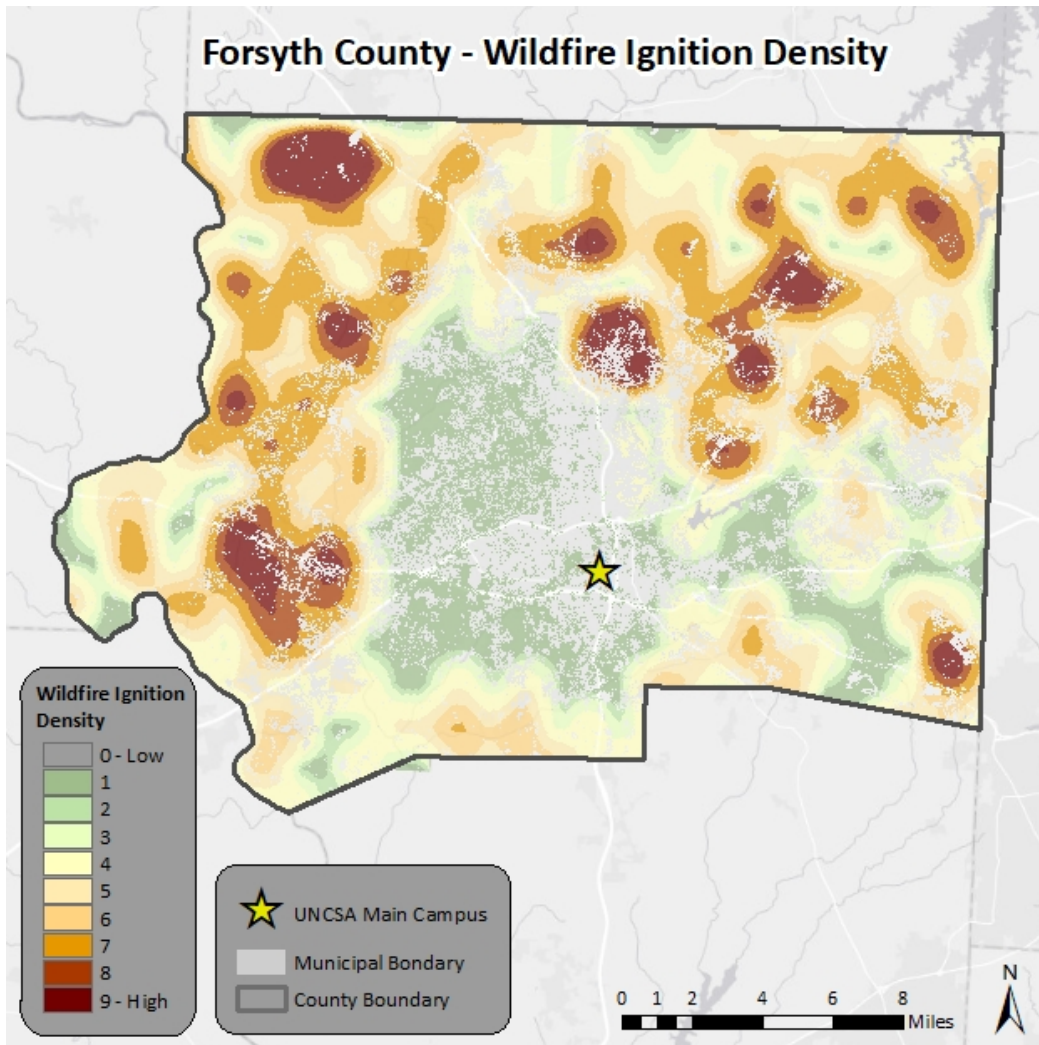 Forsyth County - Wildfire Ignition Density
Wildfire Ignition
Density
0 - Low
1
2
3
4
5
6
7
8
9 - High
UNCSA Main Campus
Municipal Bondary
County Boundary
0 1 2 4 6 8
Miles
N